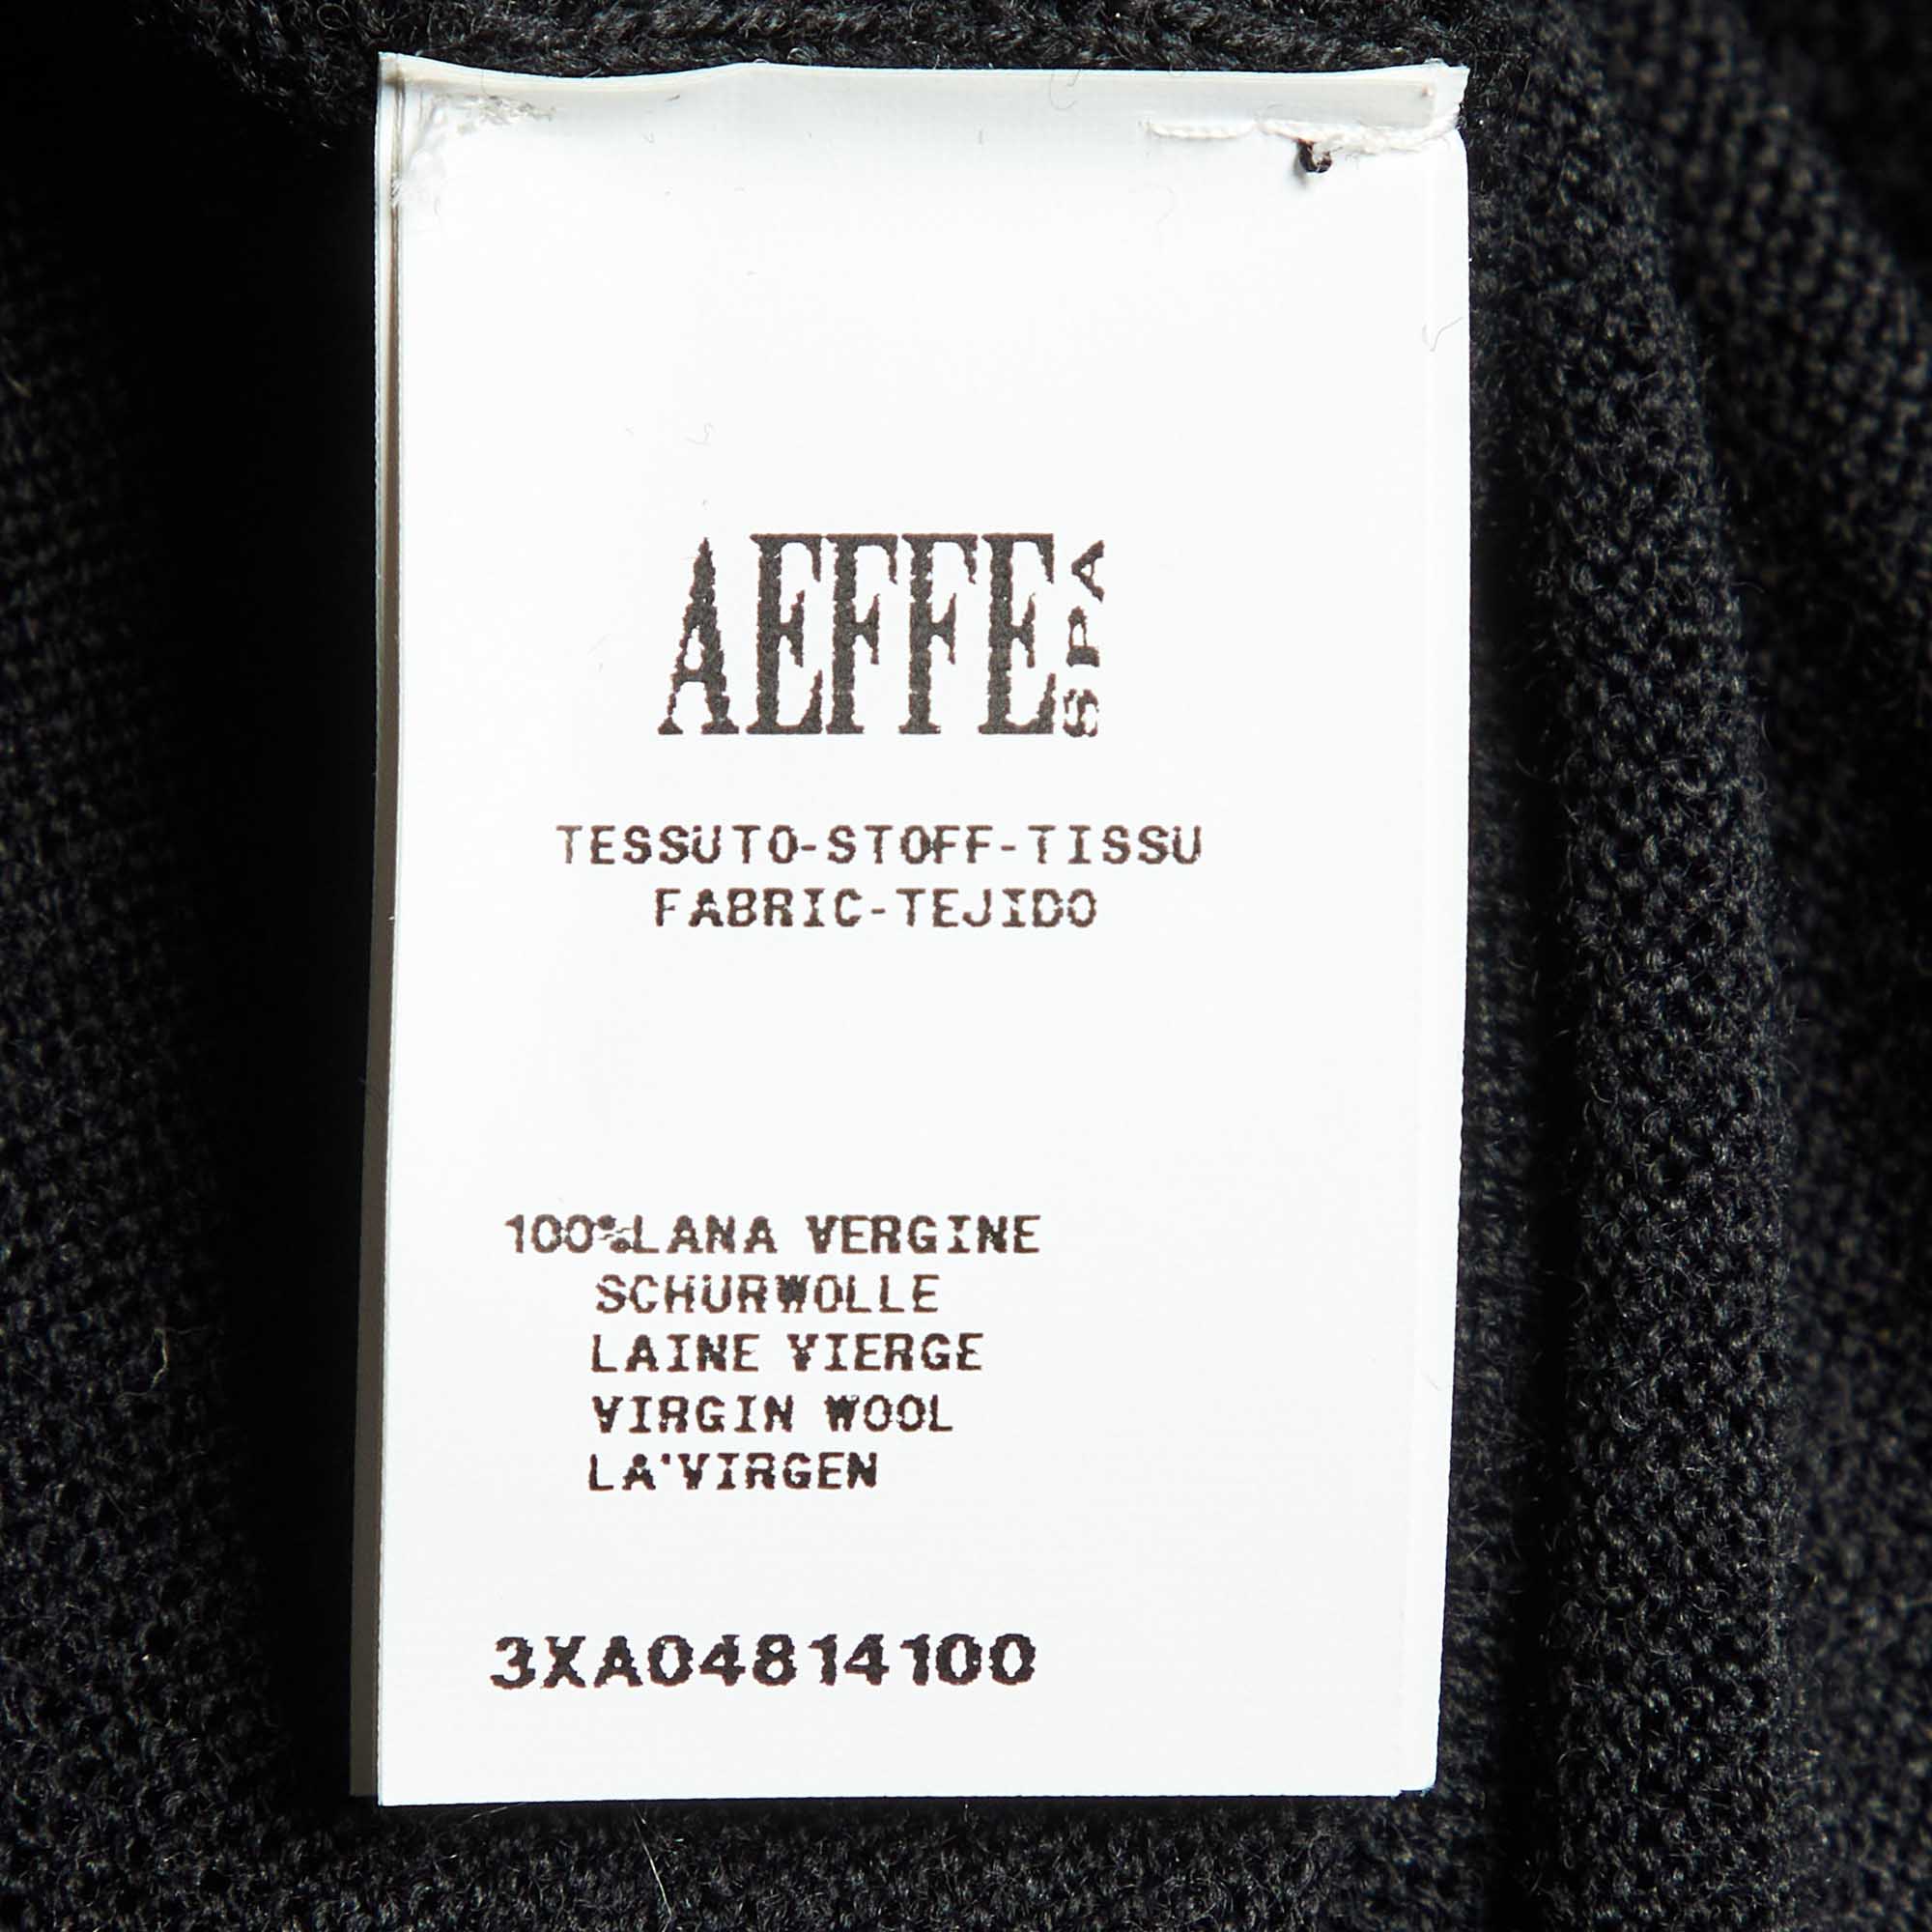 AEFFE SPA
TESSUTO-STOFF-TISSU
FABRIC-TEJIDO
100%LANA VERGINE
SCHURWOLLE
LAINE VIERGE
VIRGIN WOOL
LA'VIRGEN
3XA04814100